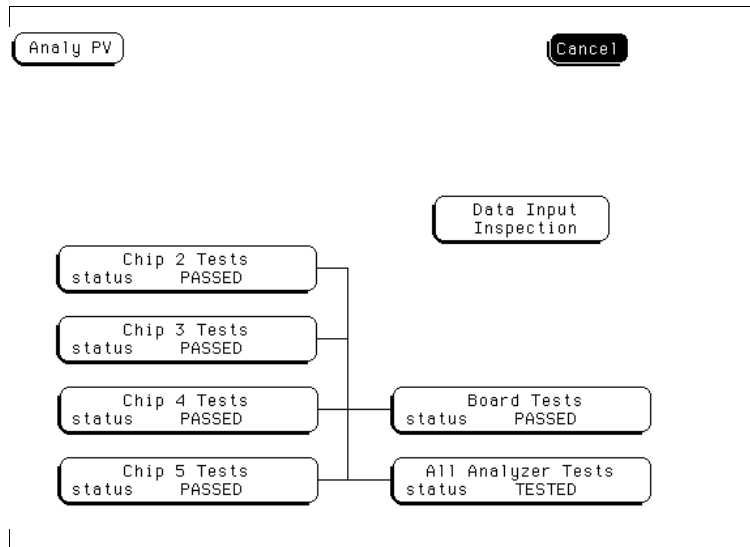 Analy PV
Cancel
Data Input
Inspection
Chip 2 Tests
status PASSED
Chip 3 Tests
status PASSED
Chip 4 Tests
status PASSED
Board Tests
status PASSED
Chip 5 Tests
status PASSED
All Analyzer Tests
status TESTED